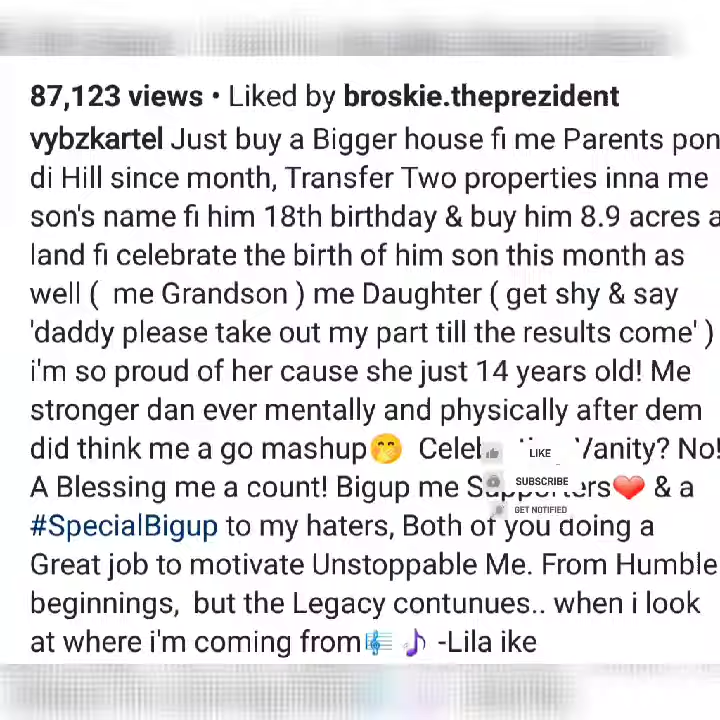 87,123 views • Liked by broskie.theprezident
vybzkartel Just buy a Bigger house fi me Parents pon
di Hill since month, Transfer Two properties inna me
son's name fi him 18th birthday & buy him 8.9 acres a
land fi celebrate the birth of him son this month as
well ( me Grandson ) me Daughter ( get shy & say
'daddy please take out my part till the results come' )
i'm so proud of her cause she just 14 years old! Me
stronger dan ever mentally and physically after dem
did think me a go mashup🤭 Vanity? No!
LIKE
A Blessing me a count! Bigup me Supporters❤️ & a
SUBSCRIBE
GET NOTIFIED
#SpecialBigup to my haters, Both of you doing a
Great job to motivate Unstoppable Me. From Humble
beginnings, but the Legacy contunues.. when i look
at where i'm coming from🎼 🎵 -Lila ike